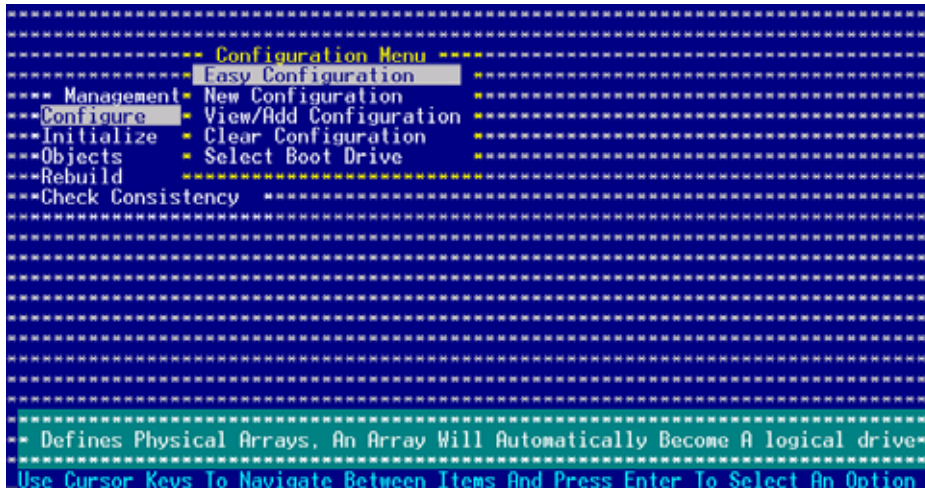 Configuration Menu
Easy Configuration
Management
New Configuration
Configure
View/Add Configuration
Initialize
Clear Configuration
Objects
Select Boot Drive
Rebuild
Check Consistency
Defines Physical Arrays, An Array Will Automatically Become A logical drive
Use Cursor Keys To Navigate Between Items And Press Enter To Select An Option